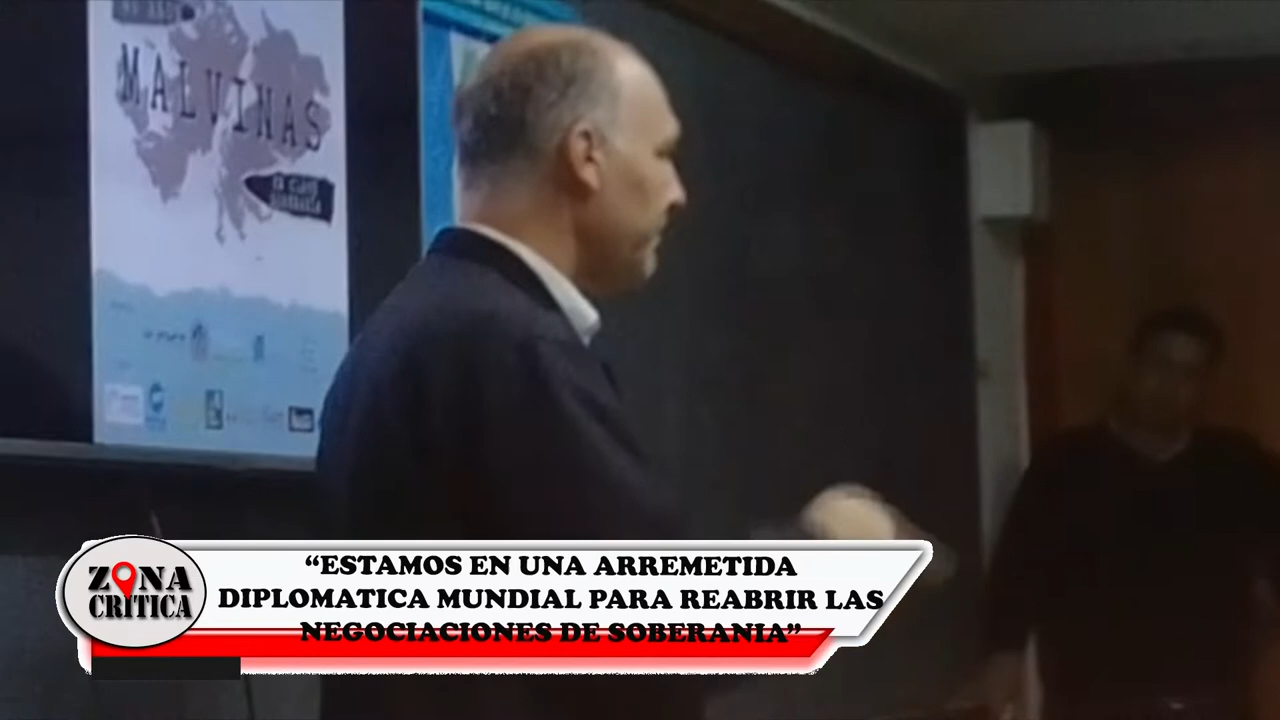 MALVINAS
ZONA
CRITICA
“ESTAMOS EN UNA ARREMETIDA
DIPLOMATICA MUNDIAL PARA REABRIR LAS
NEGOCIACIONES DE SOBERANIA”